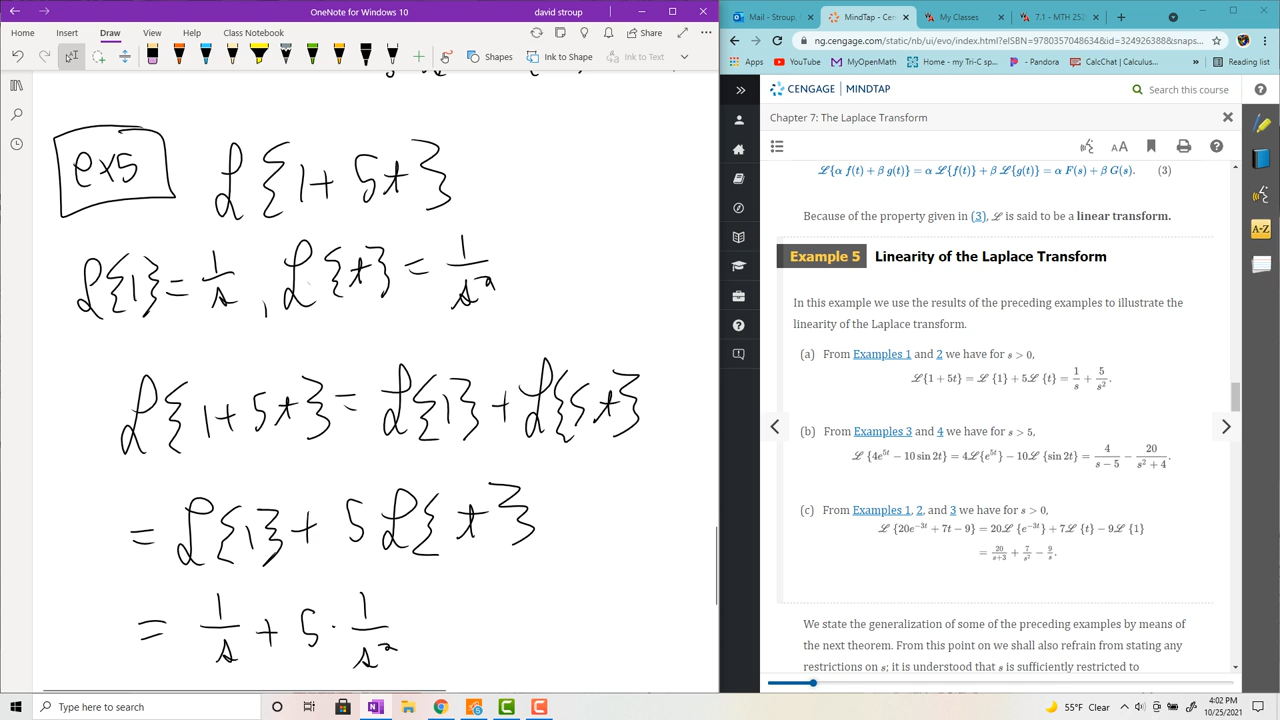 OneNote for Windows 10
david stroup
Home Insert Draw View Help Class Notebook
Share
Shapes Ink to Shape Ink to Text
ex5 ℒ{1+5t}
ℒ{1} = 1/s , ℒ{t} = 1/s²
ℒ{1+5t} = ℒ{1} + ℒ{5t}
= ℒ{1} + 5ℒ{t}
= 1/s + 5 · 1/s²
Mail - Stroup, D
MindTap - Cen
My Classes
7.1 - MTH 252
ng.cengage.com/static/nb/ui/evo/index.html?eISBN=9780357048634&id=324926388&snaps...
YouTube MyOpenMath Home - my Tri-C sp... Pandora CalcChat | Calculus...
CENGAGE | MINDTAP
Search this course
Chapter 7: The Laplace Transform
AA
A-Z
ℒ{α f(t) + β g(t)} = α ℒ{f(t)} + β ℒ{g(t)} = α F(s) + β G(s). (3)
Because of the property given in (3), ℒ is said to be a linear transform.
Example 5 Linearity of the Laplace Transform
In this example we use the results of the preceding examples to illustrate the
linearity of the Laplace transform.
(a) From Examples 1 and 2 we have for s > 0,
ℒ{1 + 5t} = ℒ {1} + 5ℒ {t} = 1/s + 5/s².
(b) From Examples 3 and 4 we have for s > 5,
ℒ {4e⁵ᵗ − 10 sin 2t} = 4ℒ{e⁵ᵗ} − 10ℒ {sin 2t} = 4/(s − 5) − 20/(s² + 4).
(c) From Examples 1, 2, and 3 we have for s > 0,
ℒ {20e⁻³ᵗ + 7t − 9} = 20ℒ {e⁻³ᵗ} + 7ℒ {t} − 9ℒ {1}
= 20/(s+3) + 7/s² − 9/s.
We state the generalization of some of the preceding examples by means of
the next theorem. From this point on we shall also refrain from stating any
restrictions on s; it is understood that s is sufficiently restricted to
Type here to search
55°F Clear
4:02 PM
10/25/2021